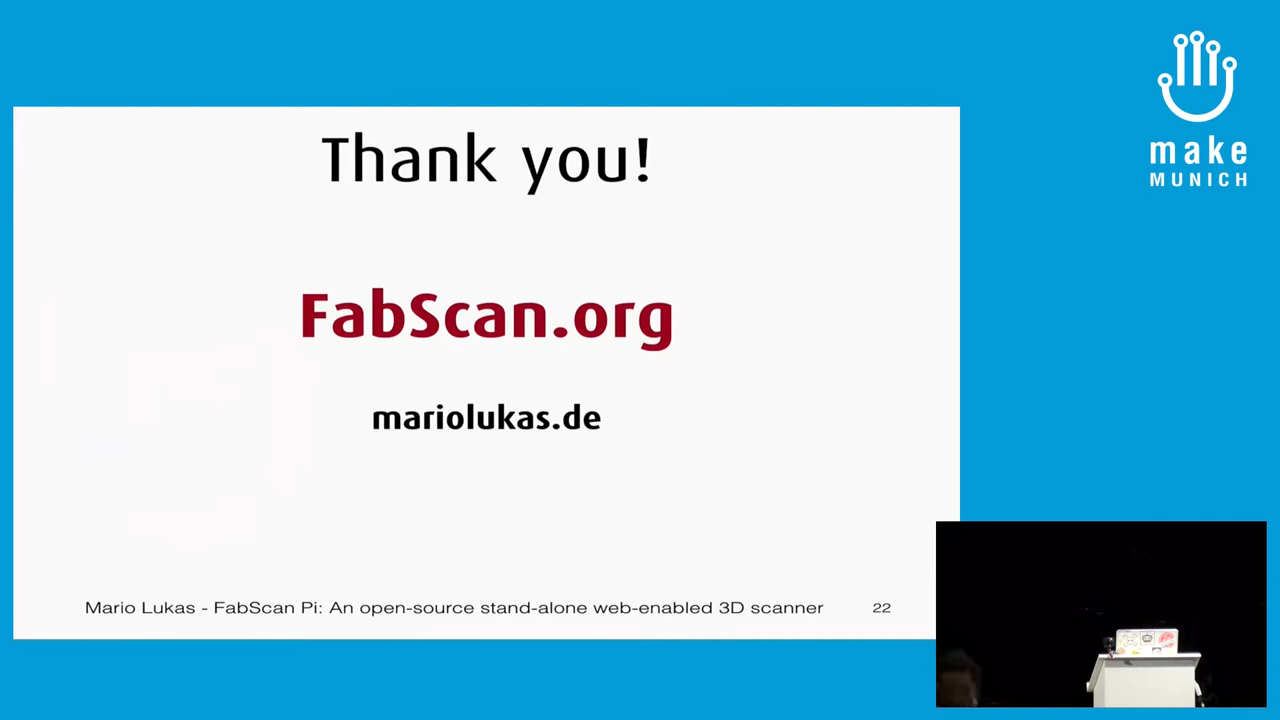 Thank you!
FabScan.org
mariolukas.de
Mario Lukas - FabScan Pi: An open-source stand-alone web-enabled 3D scanner
22
make
MUNICH